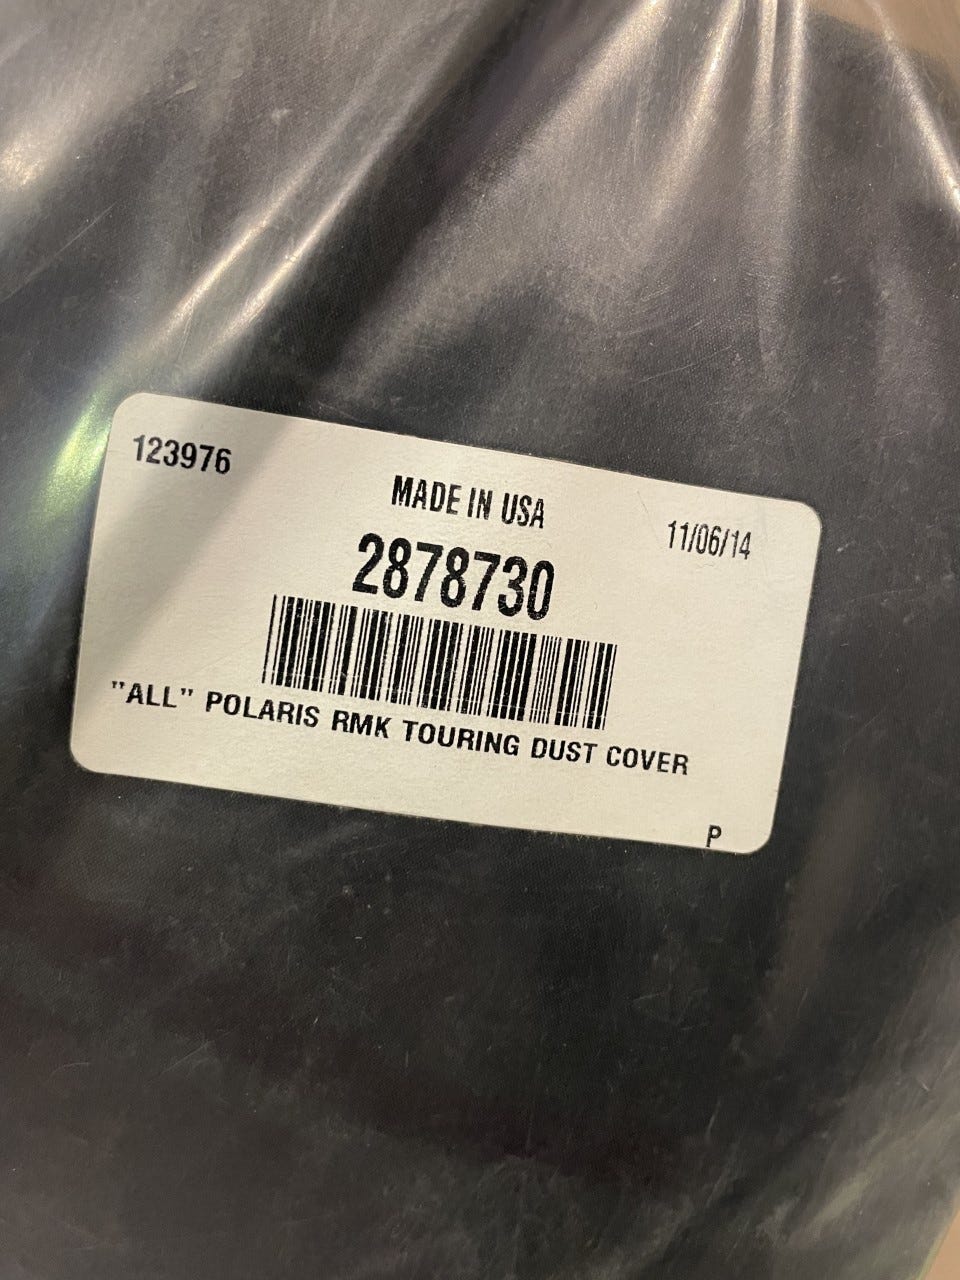 123976
MADE IN USA
11/06/14
2878730
"ALL" POLARIS RMK TOURING DUST COVER
P